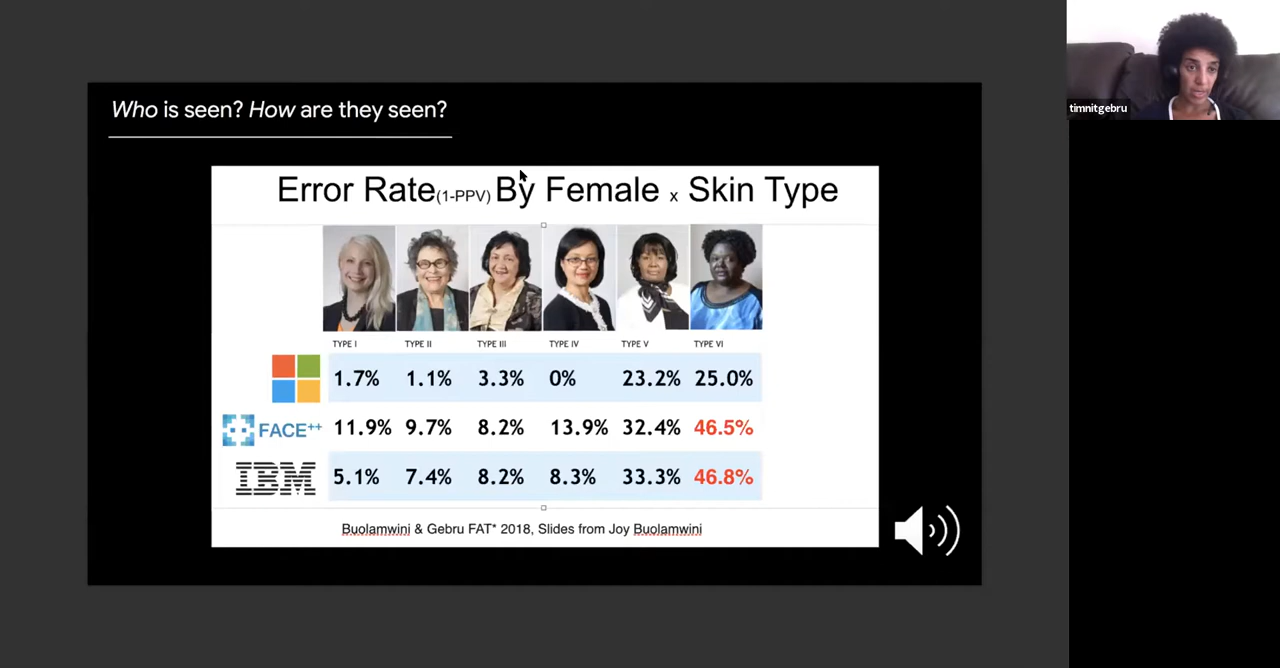 Who is seen? How are they seen?
timnitgebru
Error Rate(1-PPV) By Female x Skin Type
TYPE I TYPE II TYPE III TYPE IV TYPE V TYPE VI
1.7% 1.1% 3.3% 0% 23.2% 25.0%
FACE++ 11.9% 9.7% 8.2% 13.9% 32.4% 46.5%
IBM 5.1% 7.4% 8.2% 8.3% 33.3% 46.8%
Buolamwini & Gebru FAT* 2018, Slides from Joy Buolamwini